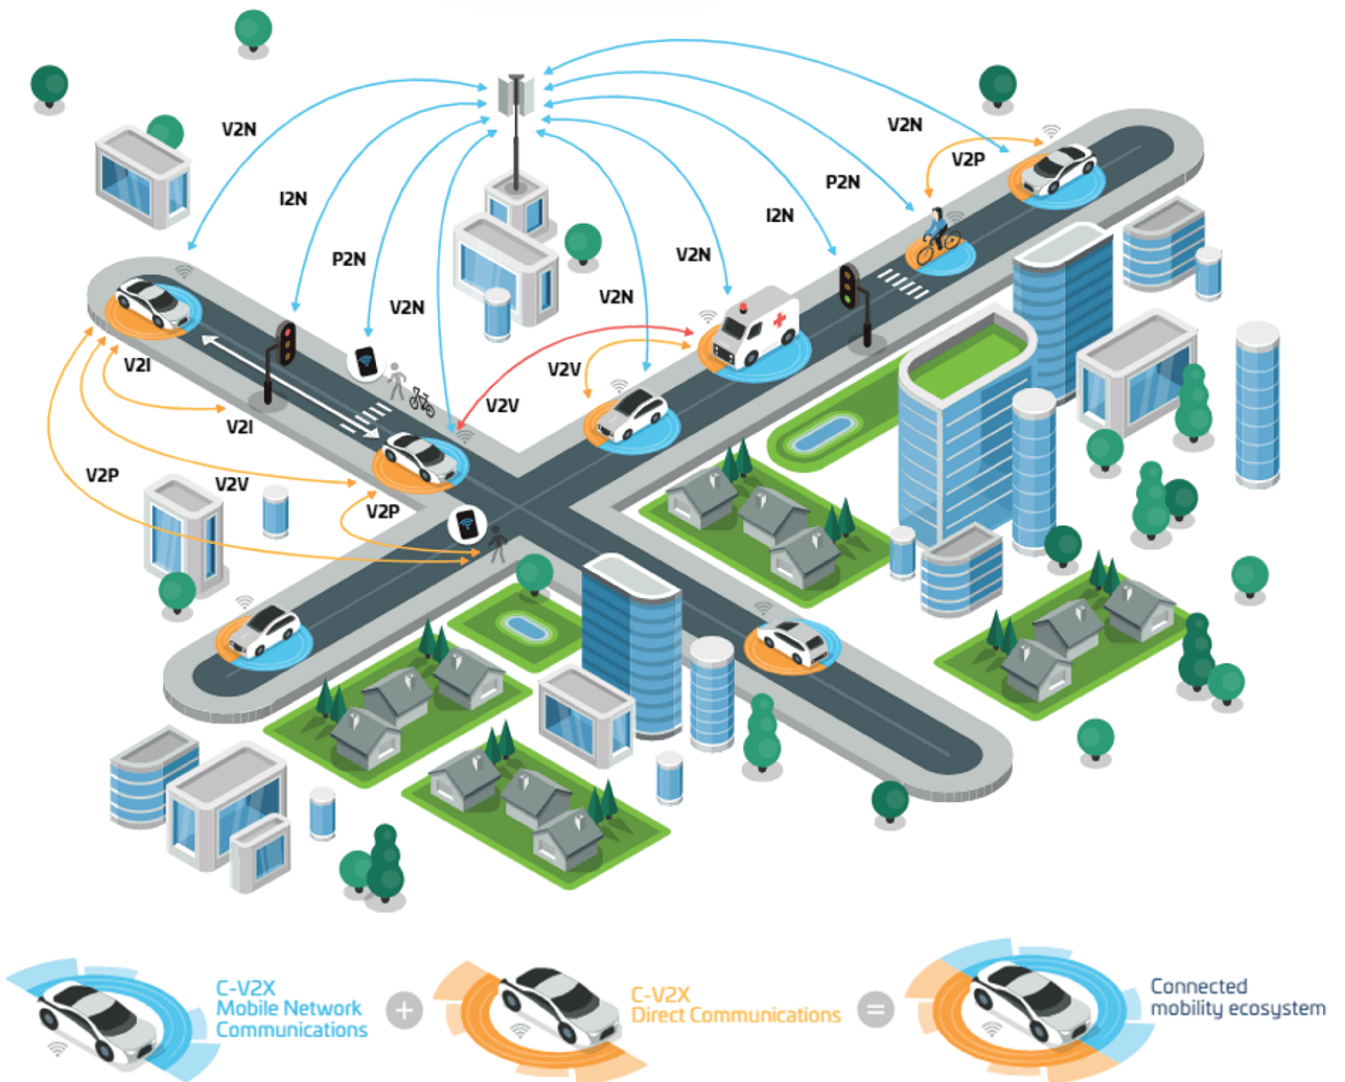 V2N
V2N
V2P
P2N
I2N
I2N
P2N
V2N
V2N
V2N
V2I
V2V
V2V
V2I
V2P
V2V
V2P
C-V2X
Mobile Network
Communications
+
C-V2X
Direct Communications
=
Connected
mobility ecosystem